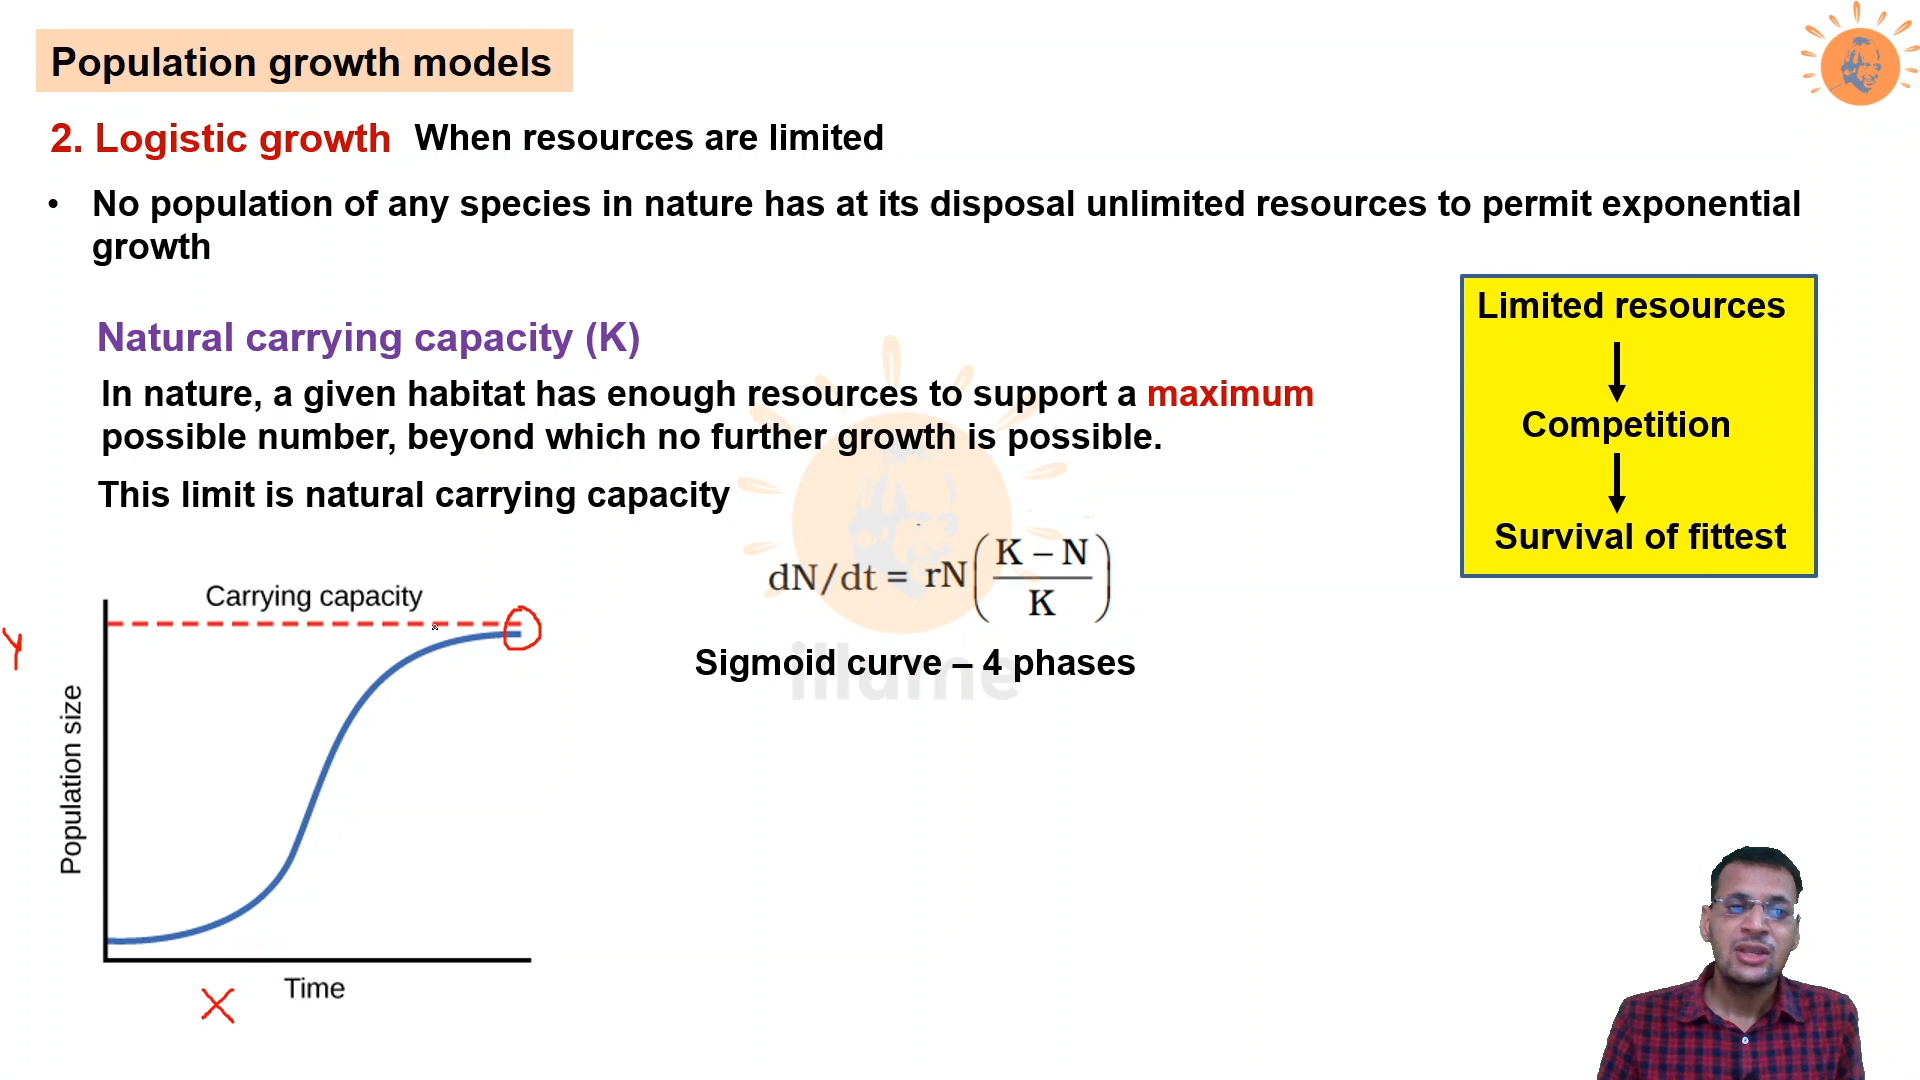 Population growth models
2. Logistic growth When resources are limited
• No population of any species in nature has at its disposal unlimited resources to permit exponential
growth
Natural carrying capacity (K)
In nature, a given habitat has enough resources to support a maximum
possible number, beyond which no further growth is possible.
This limit is natural carrying capacity
Limited resources
Competition
Survival of fittest
dN/dt = rN(K – N / K)
Sigmoid curve – 4 phases
illume
Carrying capacity
Y
Population size
Time
X